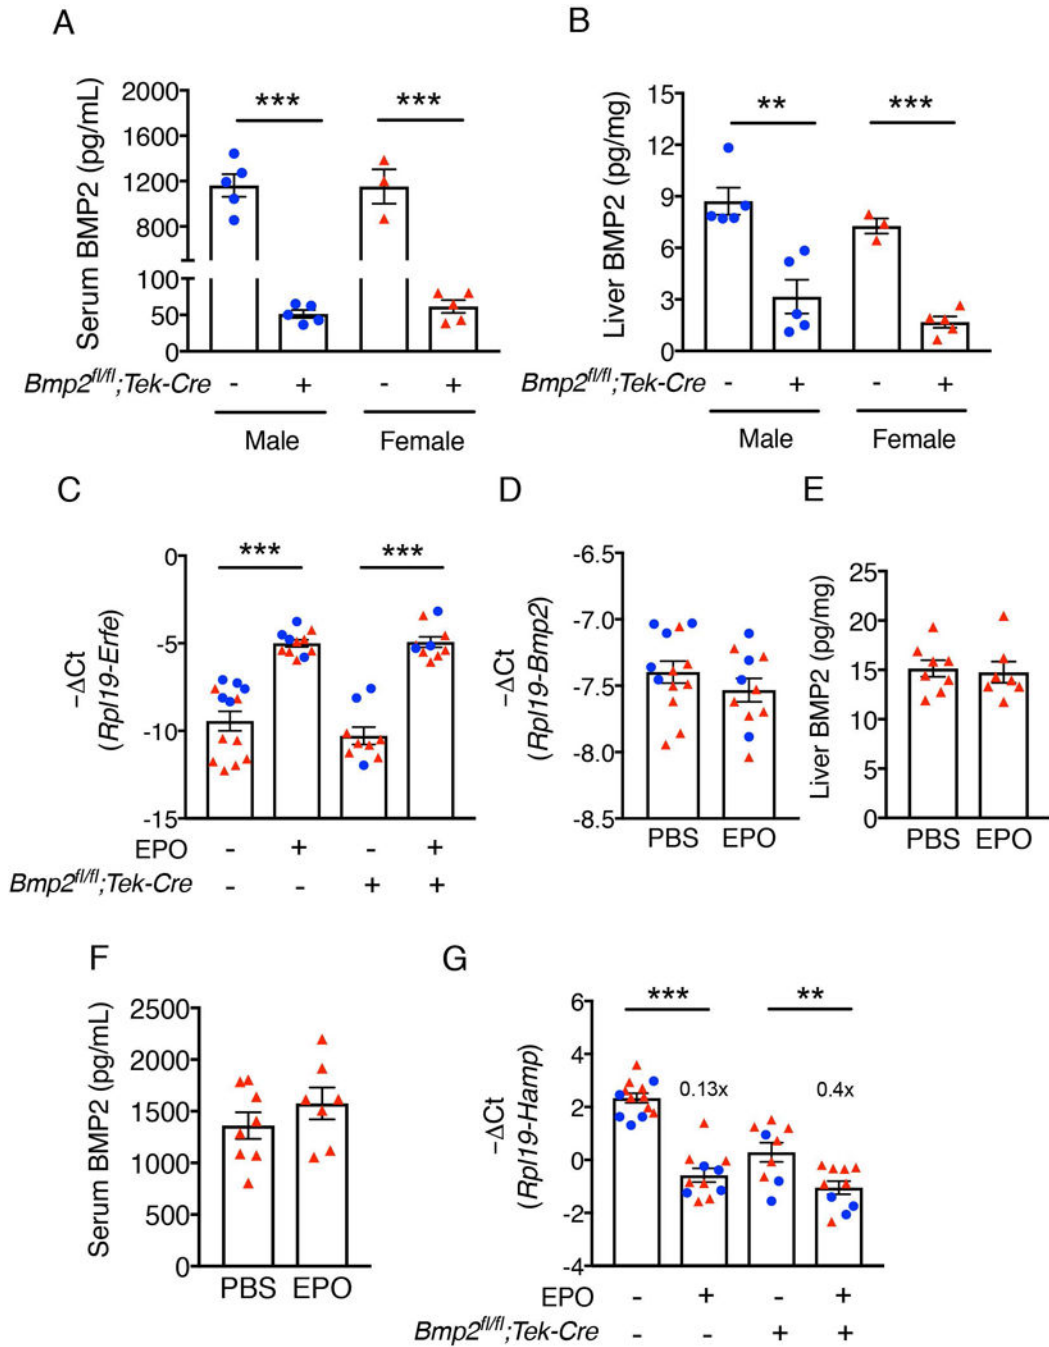 A
Serum BMP2 (pg/mL)
2000
1600
1200
800
100
50
0
*** ***
Bmp2fl/fl;Tek-Cre - + - +
Male Female
B
Liver BMP2 (pg/mg)
15
12
9
6
3
0
** ***
- + - +
Male Female
C
−ΔCt
(Rpl19-Erfe)
0
-5
-10
-15
*** ***
EPO - + - +
Bmp2fl/fl;Tek-Cre - - + +
D
−ΔCt
(Rpl19-Bmp2)
-6.5
-7.0
-7.5
-8.0
-8.5
PBS EPO
E
Liver BMP2 (pg/mg)
25
20
15
10
5
0
PBS EPO
F
Serum BMP2 (pg/mL)
2500
2000
1500
1000
500
0
PBS EPO
G
−ΔCt
(Rpl19-Hamp)
6
4
2
0
-2
-4
*** **
0.13x 0.4x
EPO - + - +
Bmp2fl/fl;Tek-Cre - - + +